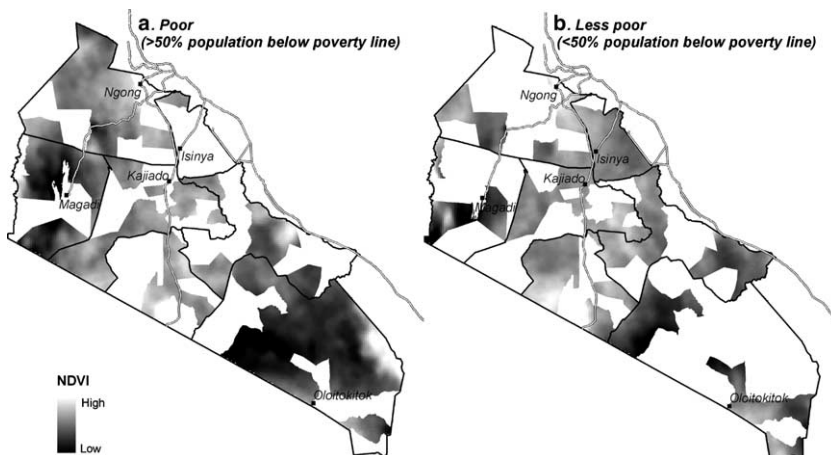 a. Poor
(>50% population below poverty line)
Ngong
Isinya
Kajiado
Magadi
Oloitokitok
NDVI
High
Low
b. Less poor
(<50% population below poverty line)
Ngong
Isinya
Kajiado
Magadi
Oloitokitok